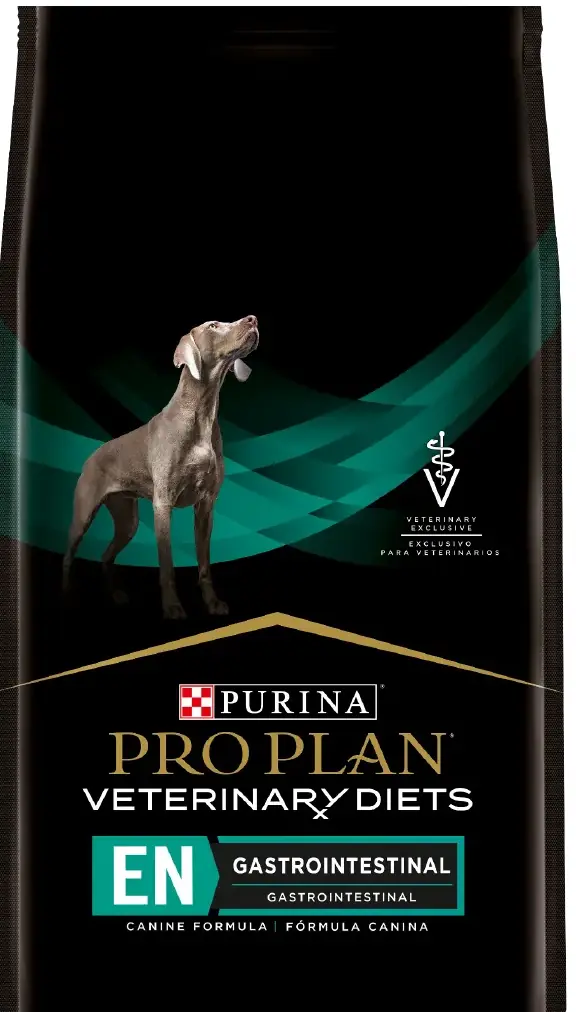 VETERINARY
EXCLUSIVE
EXCLUSIVO
PARA VETERINARIOS
PURINA®
PRO PLAN®
VETERINARY DIETS
EN
GASTROINTESTINAL
GASTROINTESTINAL
CANINE FORMULA | FÓRMULA CANINA